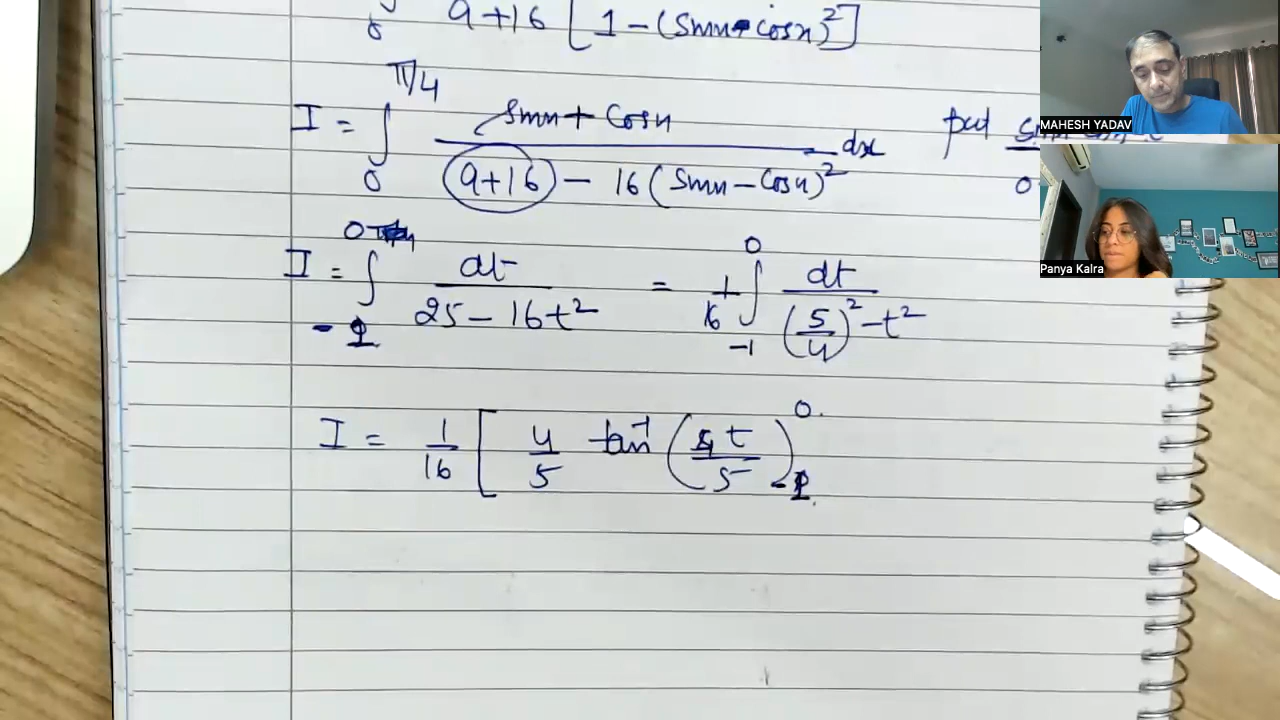 0 9+16 [1-(Sinx-Cosx)²]
I = ∫ π/4 0 Sinx + Cosx / (9+16) - 16(Sinx-Cosx)² dx put
0
I = ∫ 0 -1 dt / 25-16t² = 1/16 ∫ 0 -1 dt / (5/4)²-t²
I = 1/16 [ 4/5 tan⁻¹ (4t/5) 0 -1
MAHESH YADAV
Panya Kalra